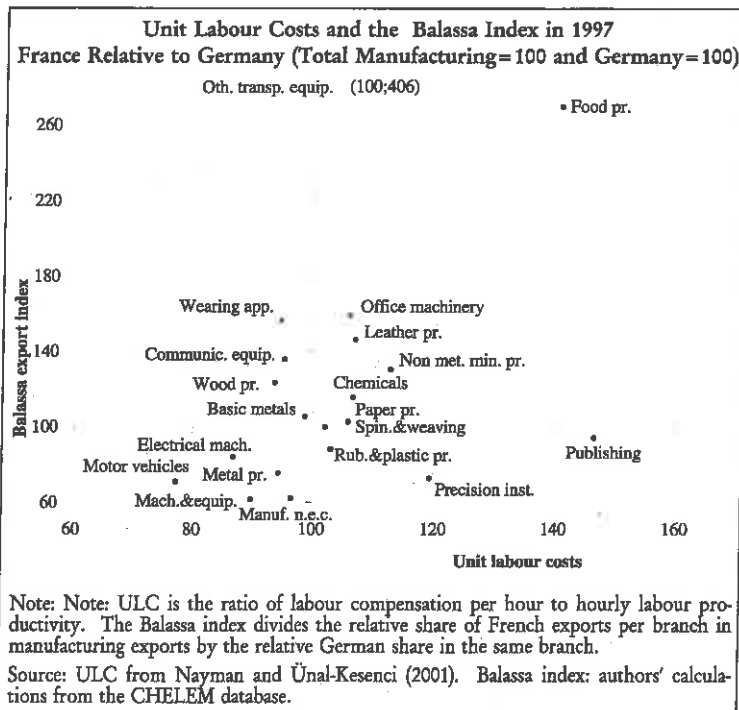 Unit Labour Costs and the Balassa Index in 1997
France Relative to Germany (Total Manufacturing=100 and Germany=100)
Oth. transp. equip. (100;406)
Food pr.
260
220
180
Wearing app.
Office machinery
Leather pr.
140
Communic. equip.
Non met. min. pr.
Wood pr.
Chemicals
Basic metals
Paper pr.
100
Spin.&weaving
Electrical mach.
Publishing
Rub.&plastic pr.
Motor vehicles
Metal pr.
Precision inst.
60
Mach.&equip.
Manuf. n.e.c.
60 80 100 120 140 160
Balassa export index
Unit labour costs
Note: Note: ULC is the ratio of labour compensation per hour to hourly labour pro-
ductivity. The Balassa index divides the relative share of French exports per branch in
manufacturing exports by the relative German share in the same branch.
Source: ULC from Nayman and Ünal-Kesenci (2001). Balassa index: authors' calcula-
tions from the CHELEM database.